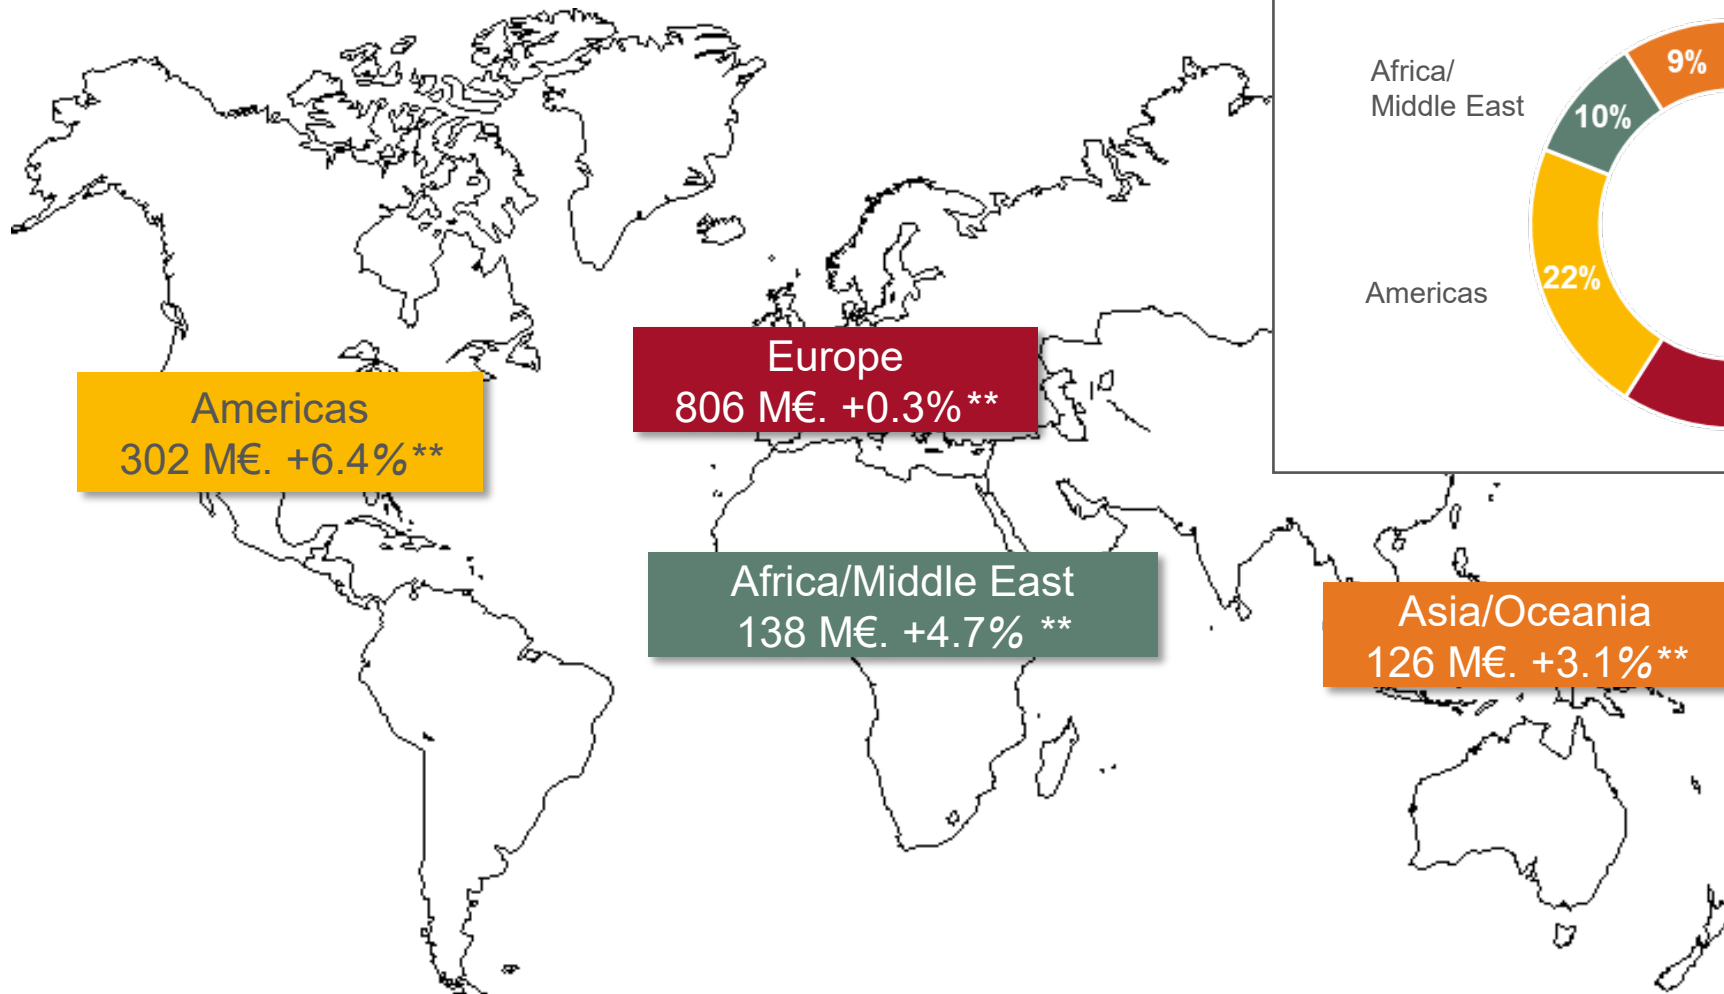 9%
Africa/
Middle East
10%
22%
Americas
Europe
806 M€. +0.3%**
Americas
302 M€. +6.4%**
Africa/Middle East
138 M€. +4.7% **
Asia/Oceania
126 M€. +3.1%**